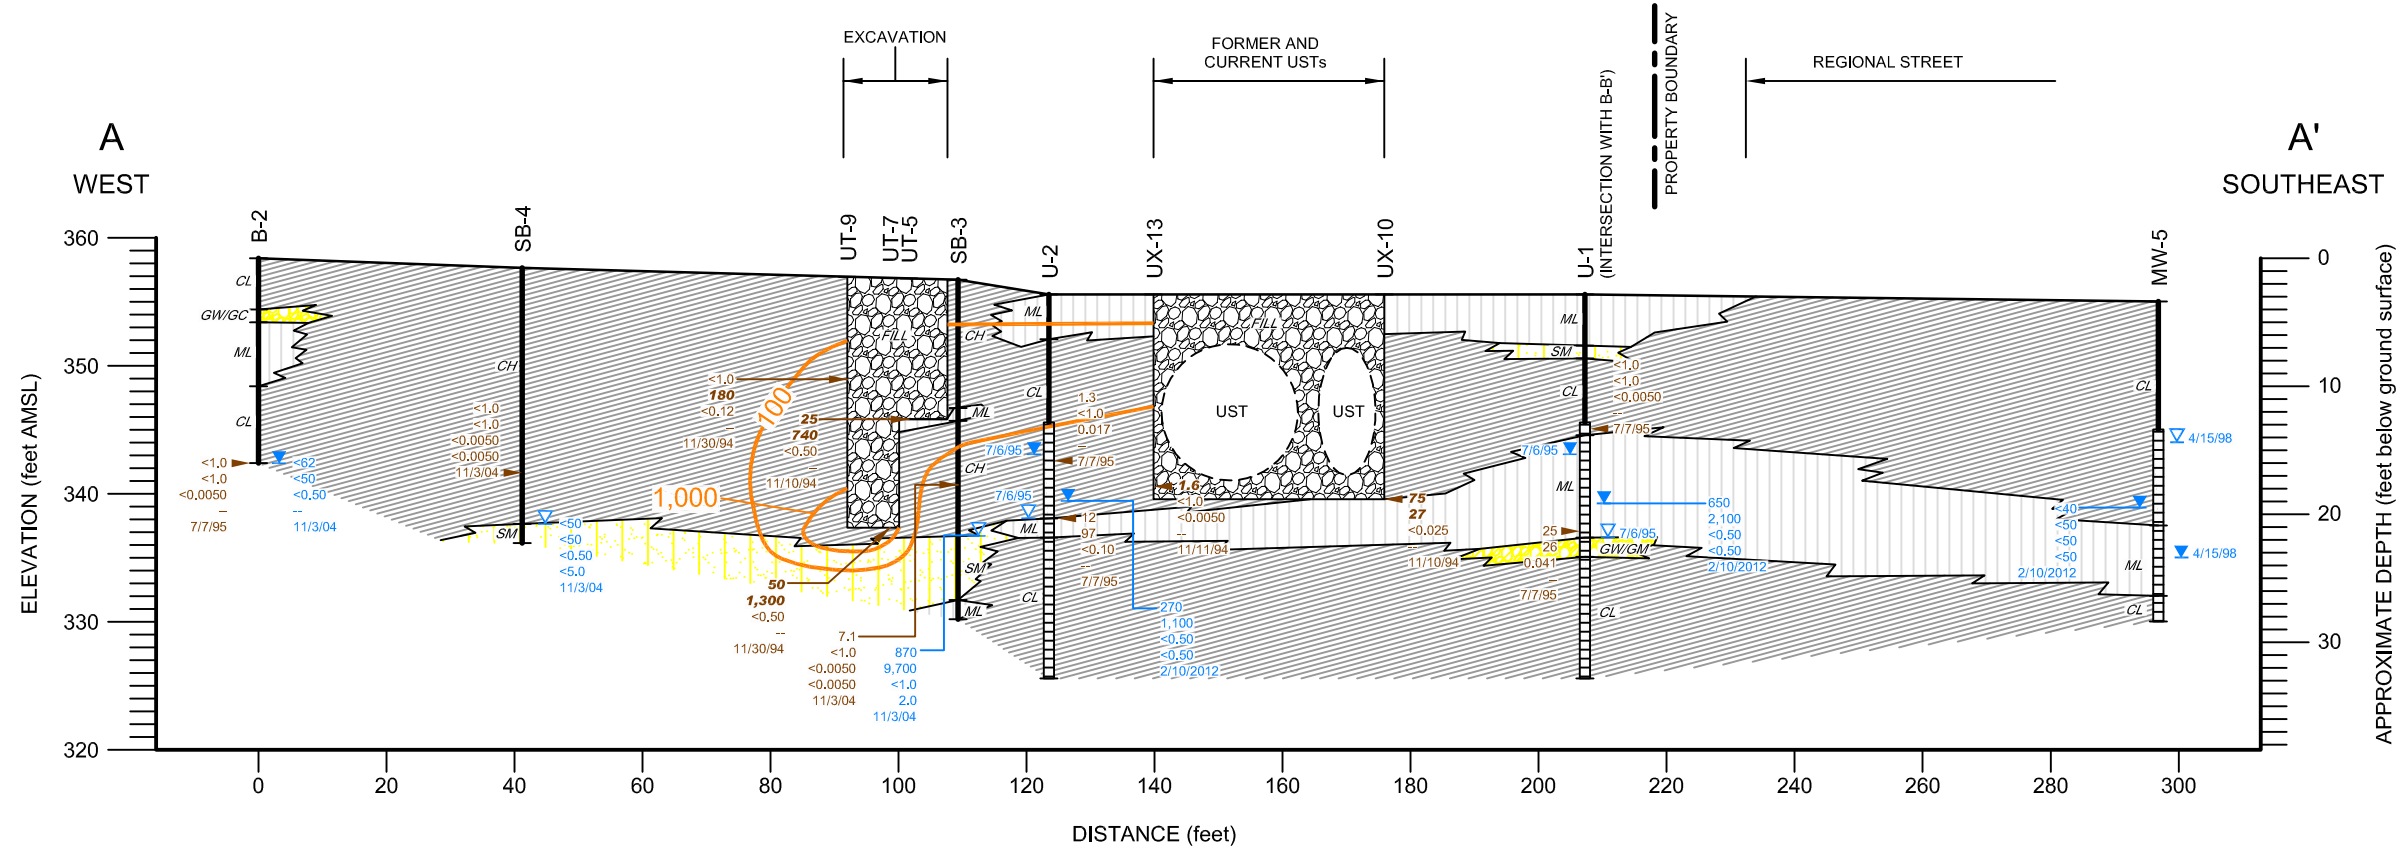 EXCAVATION
FORMER AND
CURRENT USTs
(INTERSECTION WITH B-B')
PROPERTY BOUNDARY
REGIONAL STREET
A
WEST
A'
SOUTHEAST
B-2
SB-4
UT-9
UT-7
UT-5
SB-3
U-2
UX-13
UX-10
U-1
MW-5
ELEVATION (feet AMSL)
360
350
340
330
320
APPROXIMATE DEPTH (feet below ground surface)
0
10
20
30
CL
GW/GC
ML
CL
<1.0
<1.0
<0.0050
--
7/7/95
<62
<50
<0.50
--
11/3/04
CH
<1.0
<1.0
<0.0050
<0.0050
11/3/04
SM
<50
<50
<0.50
<5.0
11/3/04
FILL
<1.0
180
<0.12
--
11/30/94
100
25
740
<0.50
--
11/10/94
1,000
50
1,300
<0.50
--
11/30/94
CH
ML
CH
SM
ML
7.1
<1.0
<0.0050
<0.0050
11/3/04
870
9,700
<1.0
2.0
11/3/04
ML
CL
ML
CL
7/6/95
7/6/95
1.3
<1.0
0.017
--
7/7/95
12
97
<0.10
--
7/7/95
270
1,100
<0.50
<0.50
2/10/2012
FILL
UST
UST
1.6
<1.0
<0.0050
--
11/11/94
75
27
<0.025
--
11/10/94
ML
SM
CL
ML
GW/GM
CL
<1.0
<1.0
<0.0050
--
7/7/95
7/6/95
25
26
0.041
--
7/7/95
7/6/95
650
2,100
<0.50
<0.50
2/10/2012
CL
ML
CL
4/15/98
<40
<50
<50
<50
2/10/2012
4/15/98
0
20
40
60
80
100
120
140
160
180
200
220
240
260
280
300
DISTANCE (feet)